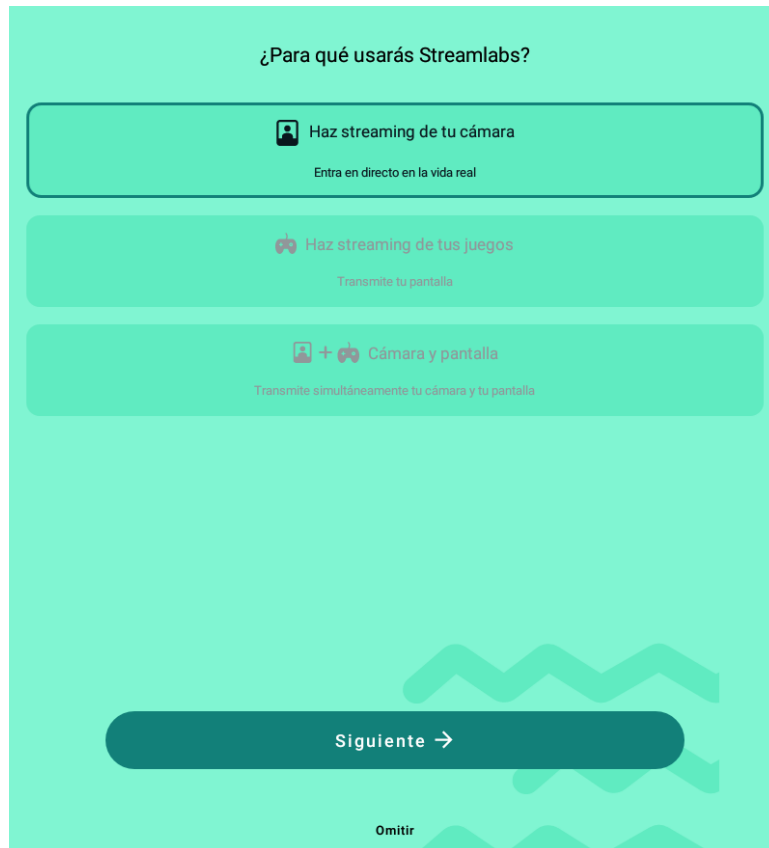 ¿Para qué usarás Streamlabs?
Haz streaming de tu cámara
Entra en directo en la vida real
Haz streaming de tus juegos
Transmite tu pantalla
+ Cámara y pantalla
Transmite simultáneamente tu cámara y tu pantalla
Siguiente →
Omitir